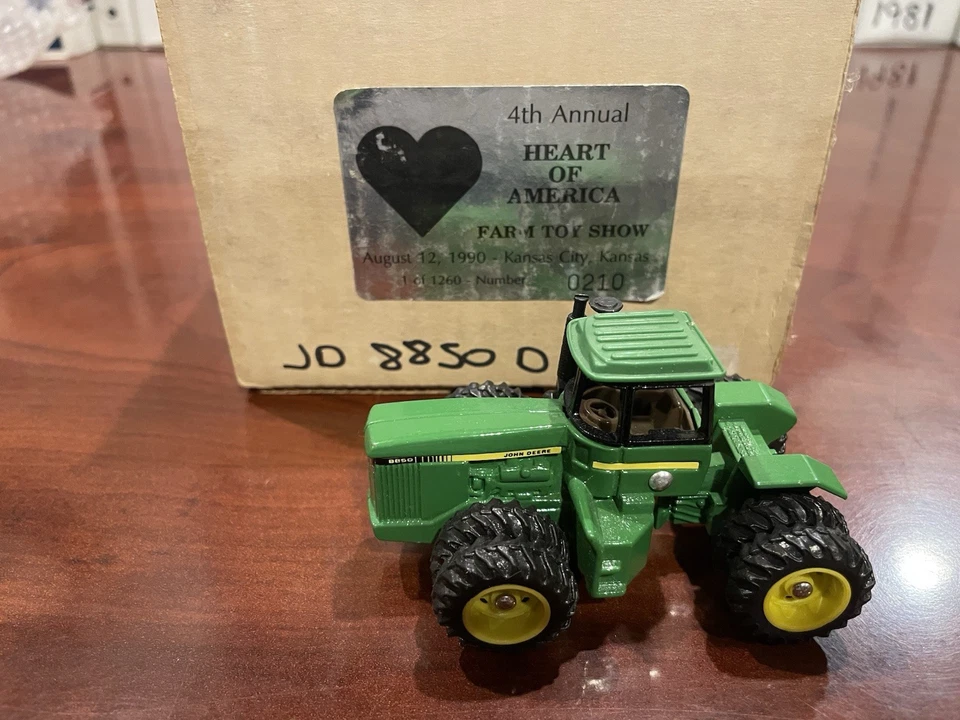 1981
4th Annual
HEART
OF
AMERICA
FARM TOY SHOW
August 12, 1990 - Kansas City, Kansas
1 of 1260 - Number 0210
JD 8850 D
8850 JOHN DEERE